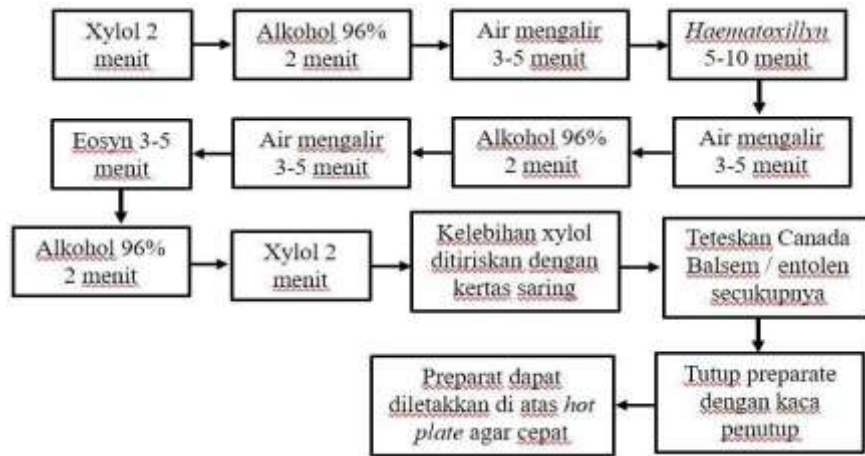 Xylol 2
menit
Alkohol 96%
2 menit
Air mengalir
3-5 menit
Haematoxillyn
5-10 menit
Air mengalir
3-5 menit
Alkohol 96%
2 menit
Air mengalir
3-5 menit
Eosyn 3-5
menit
Alkohol 96%
2 menit
Xylol 2
menit
Kelebihan xylol
ditiriskan dengan
kertas saring
Teteskan Canada
Balsem / entolen
secukupnya
Tutup preparate
dengan kaca
penutup
Preparat dapat
diletakkan di atas hot
plate agar cepat